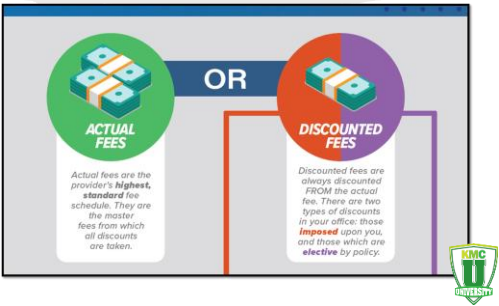 OR
ACTUAL
FEES
Actual fees are the
provider's highest,
standard fee
schedule. They are
the master
fees from which
all discounts
are taken.
DISCOUNTED
FEES
Discounted fees are
always discounted
FROM the actual
fee. There are two
types of discounts
in your office: those
imposed upon you,
and those which are
elective by policy.
KMC
U
UNIVERSITY